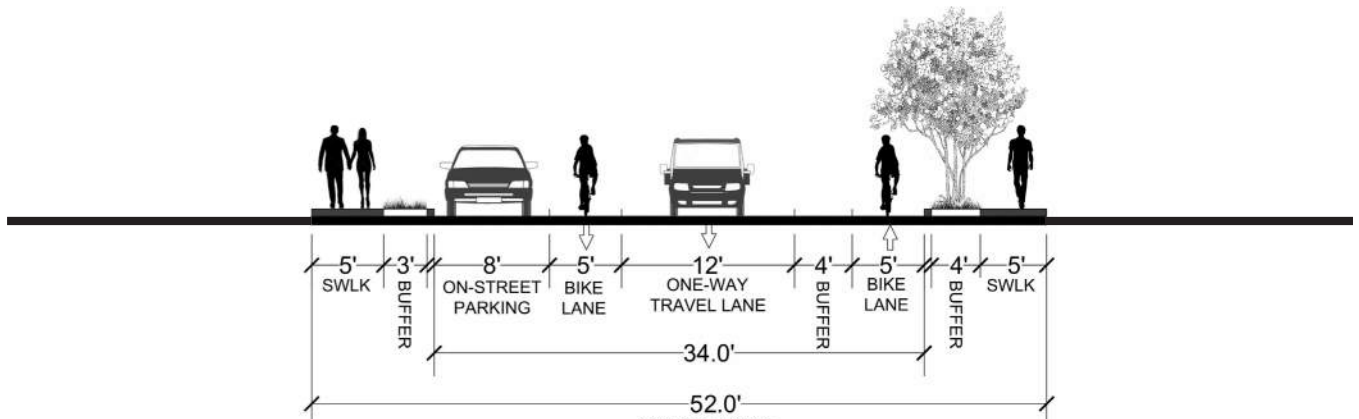 5' 3' 8' 5' 12' 4' 5' 4' 5'
SWLK BUFFER ON-STREET PARKING BIKE LANE ONE-WAY TRAVEL LANE BUFFER BIKE LANE BUFFER SWLK
34.0'
52.0'